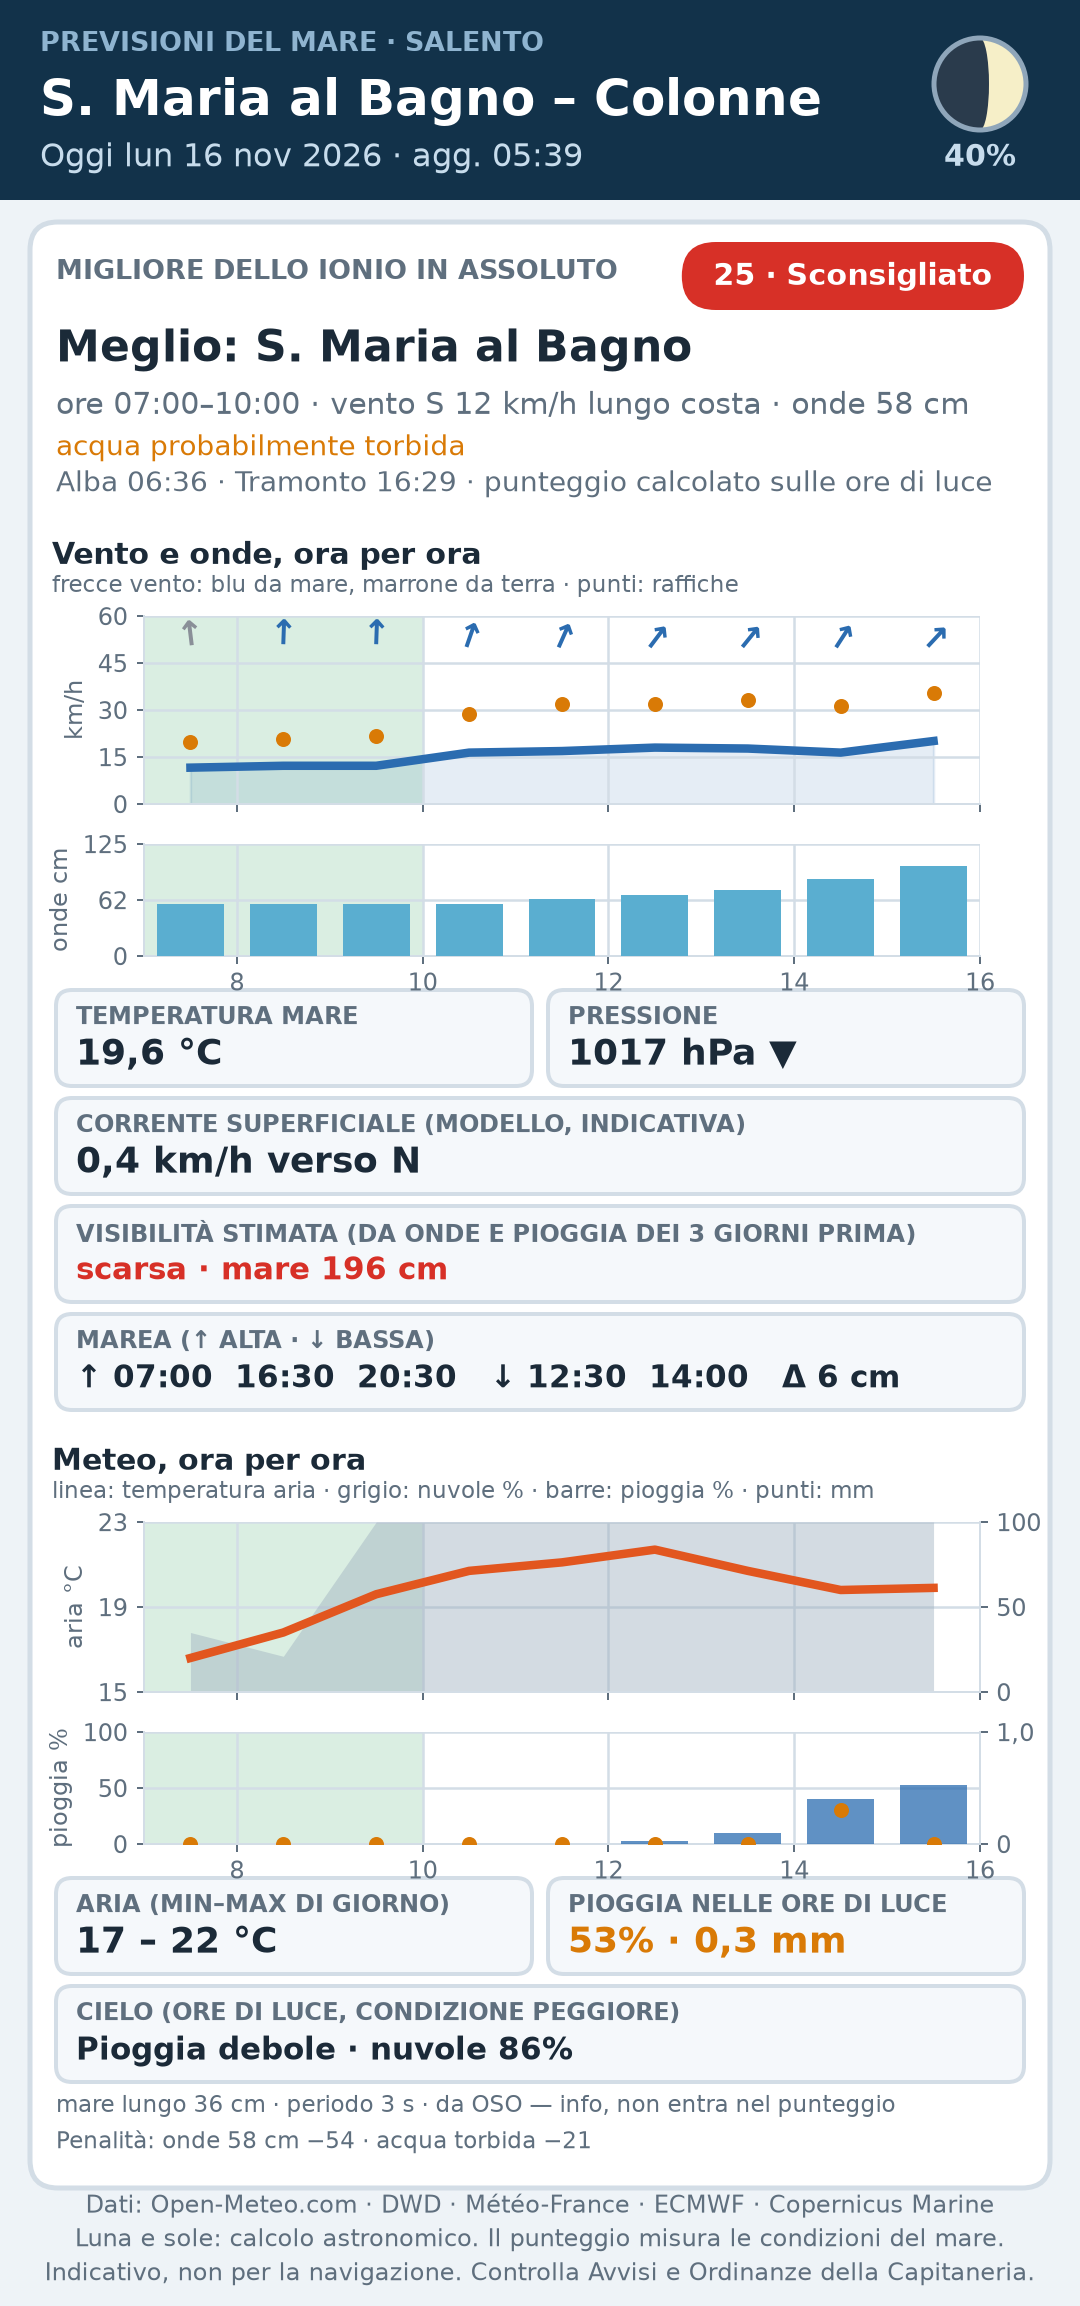 PREVISIONI DEL MARE · SALENTO
S. Maria al Bagno – Colonne
Oggi lun 16 nov 2026 · agg. 05:39
40%
MIGLIORE DELLO IONIO IN ASSOLUTO
25 · Sconsigliato
Meglio: S. Maria al Bagno
ore 07:00–10:00 · vento S 12 km/h lungo costa · onde 58 cm
acqua probabilmente torbida
Alba 06:36 · Tramonto 16:29 · punteggio calcolato sulle ore di luce
Vento e onde, ora per ora
frecce vento: blu da mare, marrone da terra · punti: raffiche
km/h
60
45
30
15
0
onde cm
125
62
0
8 10 12 14 16
TEMPERATURA MARE
19,6 °C
PRESSIONE
1017 hPa ▼
CORRENTE SUPERFICIALE (MODELLO, INDICATIVA)
0,4 km/h verso N
VISIBILITÀ STIMATA (DA ONDE E PIOGGIA DEI 3 GIORNI PRIMA)
scarsa · mare 196 cm
MAREA (↑ ALTA · ↓ BASSA)
↑ 07:00 16:30 20:30 ↓ 12:30 14:00 Δ 6 cm
Meteo, ora per ora
linea: temperatura aria · grigio: nuvole % · barre: pioggia % · punti: mm
aria °C
23
19
15
100
50
0
pioggia %
100
50
0
1,0
0
8 10 12 14 16
ARIA (MIN–MAX DI GIORNO)
17 – 22 °C
PIOGGIA NELLE ORE DI LUCE
53% · 0,3 mm
CIELO (ORE DI LUCE, CONDIZIONE PEGGIORE)
Pioggia debole · nuvole 86%
mare lungo 36 cm · periodo 3 s · da OSO — info, non entra nel punteggio
Penalità: onde 58 cm −54 · acqua torbida −21
Dati: Open-Meteo.com · DWD · Météo-France · ECMWF · Copernicus Marine
Luna e sole: calcolo astronomico. Il punteggio misura le condizioni del mare.
Indicativo, non per la navigazione. Controlla Avvisi e Ordinanze della Capitaneria.